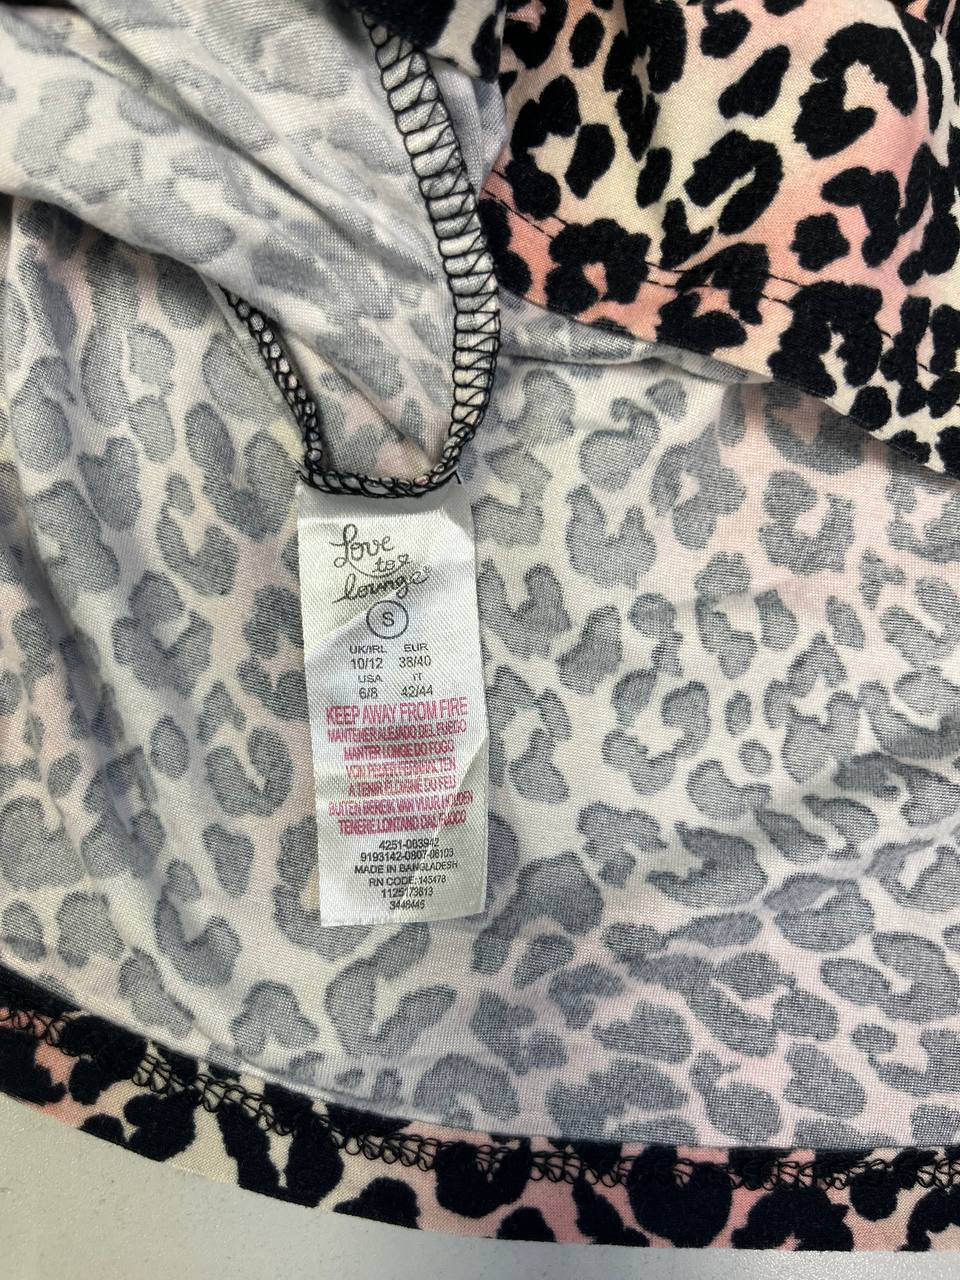 Love
to
lounge
S
UK/IRL EUR
10/12 38/40
USA IT
6/8 42/44
KEEP AWAY FROM FIRE
MANTENER ALEJADO DEL FUEGO
MANTER LONGE DO FOGO
VON FEUER FERNHALTEN
A TENIR ELOIGNE DU FEU
BUITEN BEREIK VAN VUUR HOUDEN
TENERE LONTANO DAL FUOCO
4251-003942
9193142-0807-08103
MADE IN BANGLADESH
RN CODE: 145478
1125173813
3448445